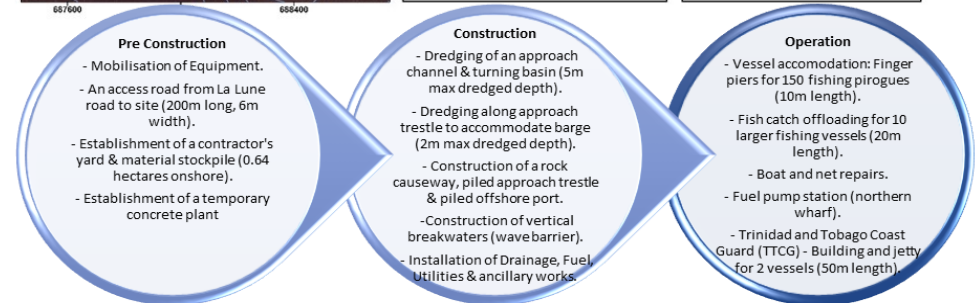 687600
688400
Pre Construction
- Mobilisation of Equipment.
- An access road from La Lune
road to site (200m long, 6m
width).
- Establishment of a contractor's
yard & material stockpile (0.64
hectares onshore).
- Establishment of a temporary
concrete plant
Construction
- Dredging of an approach
channel & turning basin (5m
max dredged depth).
- Dredging along approach
trestle to accommodate barge
(2m max dredged depth).
- Construction of a rock
causeway, piled approach trestle
& piled offshore port.
-Construction of vertical
breakwaters (wave barrier).
- Installation of Drainage, Fuel,
Utilities & ancillary works.
Operation
- Vessel accomodation: Finger
piers for 150 fishing pirogues
(10m length).
- Fish catch offloading for 10
larger fishing vessels (20m
length).
- Boat and net repairs.
- Fuel pump station (northern
wharf).
- Trinidad and Tobago Coast
Guard (TTCG) - Building and jetty
for 2 vessels (50m length).